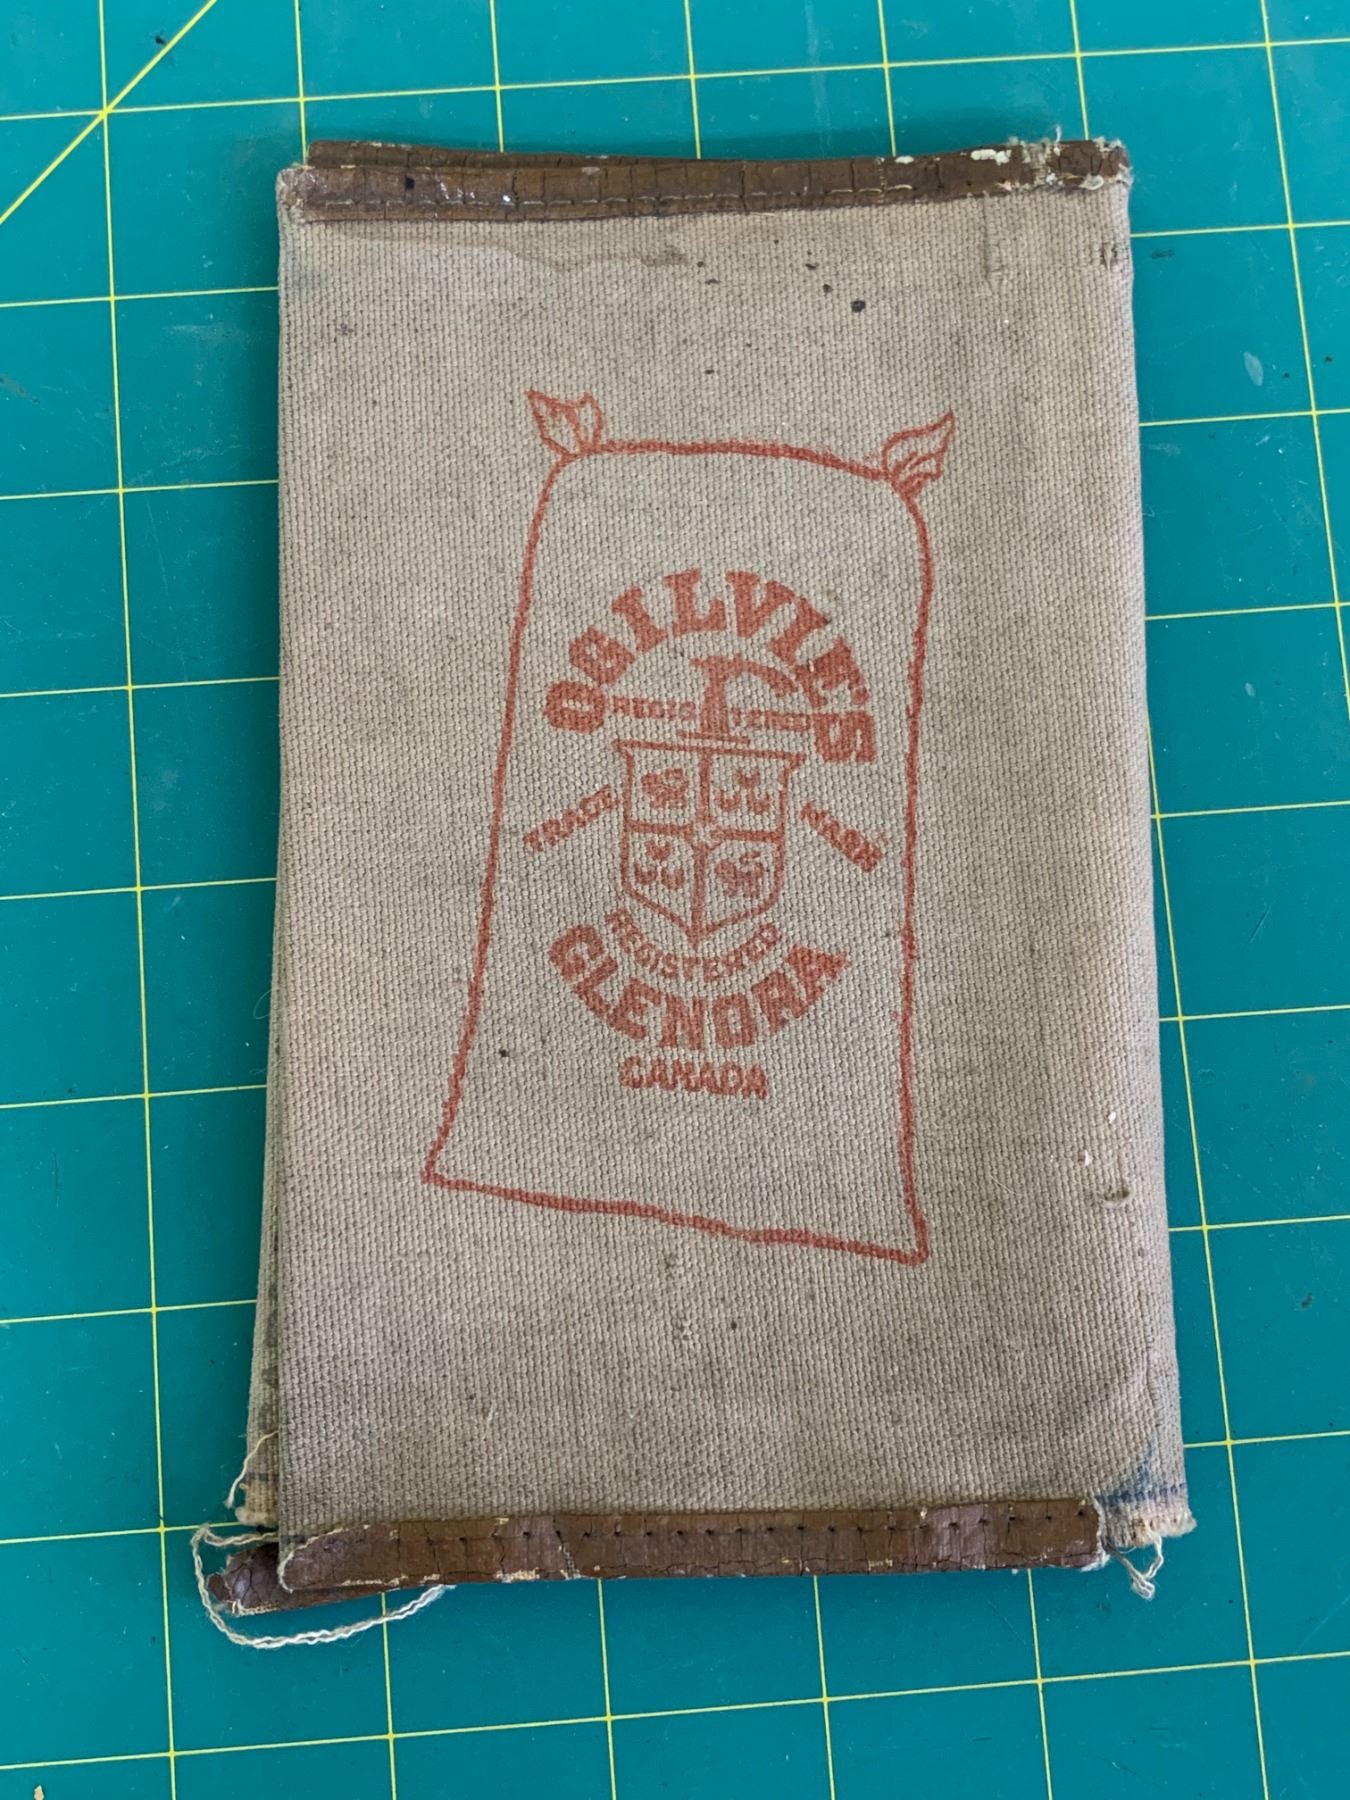 OGILVIE'S
REGISTERED
TRADE MARK
REGISTERED
GLENORA
CANADA